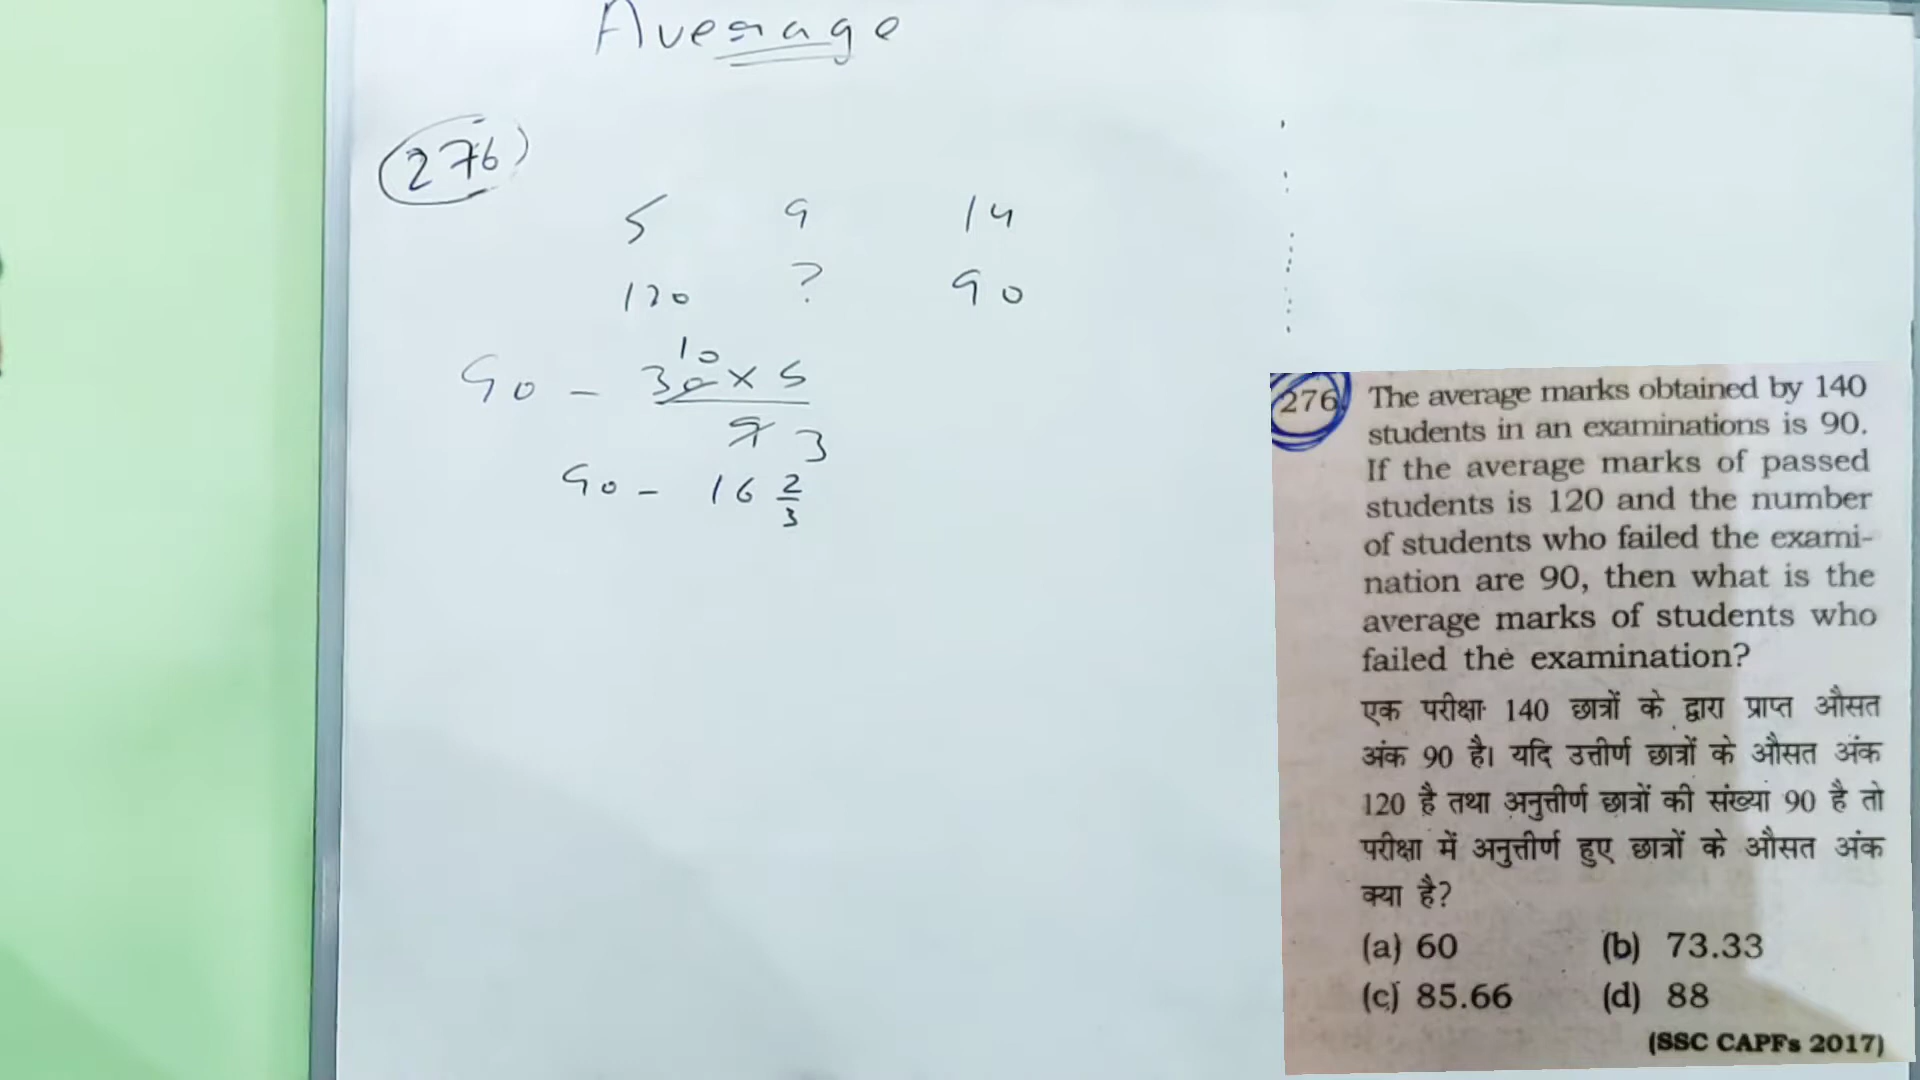 Average
276)
5 9 14
120 ? 90
10
90 - 30 x 5
9 3
90 - 16 2/3
276. The average marks obtained by 140
students in an examinations is 90.
If the average marks of passed
students is 120 and the number
of students who failed the exami-
nation are 90, then what is the
average marks of students who
failed the examination?
एक परीक्षा 140 छात्रों के द्वारा प्राप्त औसत
अंक 90 है। यदि उत्तीर्ण छात्रों के औसत अंक
120 है तथा अनुत्तीर्ण छात्रों की संख्या 90 है तो
परीक्षा में अनुत्तीर्ण हुए छात्रों के औसत अंक
क्या है?
(a) 60 (b) 73.33
(c) 85.66 (d) 88
(SSC CAPFs 2017)